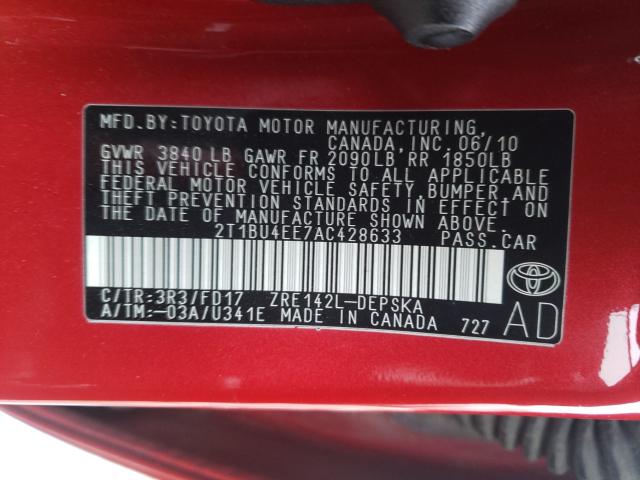 MFD.BY:TOYOTA MOTOR MANUFACTURING,
CANADA, INC. 06/10
GVWR 3840 LB GAWR FR 2090LB RR 1850LB
THIS VEHICLE CONFORMS TO ALL APPLICABLE
FEDERAL MOTOR VEHICLE SAFETY, BUMPER, AND
THEFT PREVENTION STANDARDS IN EFFECT ON
THE DATE OF MANUFACTURE SHOWN ABOVE.
2T1BU4EE7AC428633 PASS.CAR
C/TR:3R3/FD17 ZRE142L-DEPSKA
A/TM:-03A/U341E MADE IN CANADA 727
TOYOTA
AD